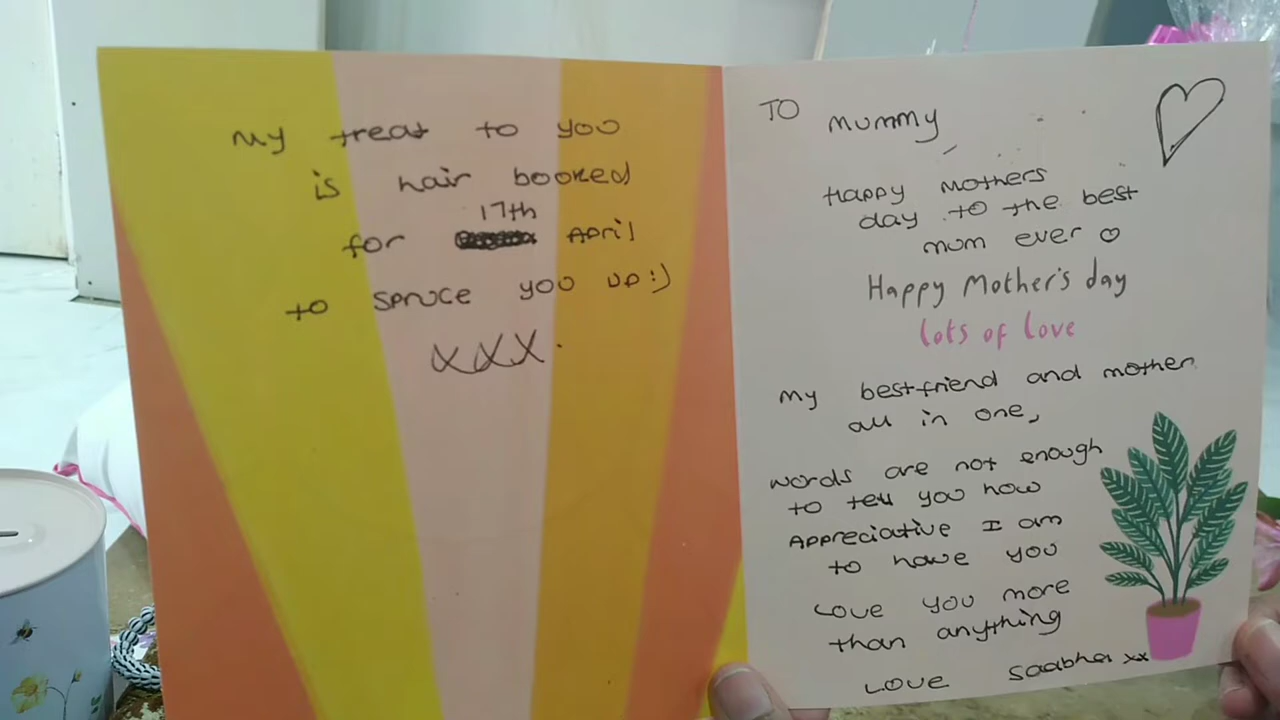 my treat to you
is hair booked
for 17th April
to spruce you up :)
xxx.
TO mummy,
Happy Mothers
day to the best
mum ever ♡
Happy Mother's day
lots of love
my bestfriend and mother
all in one,
words are not enough
to tell you how
Appreciative I am
to have you
Love you more
than anything
Love Saabha xx